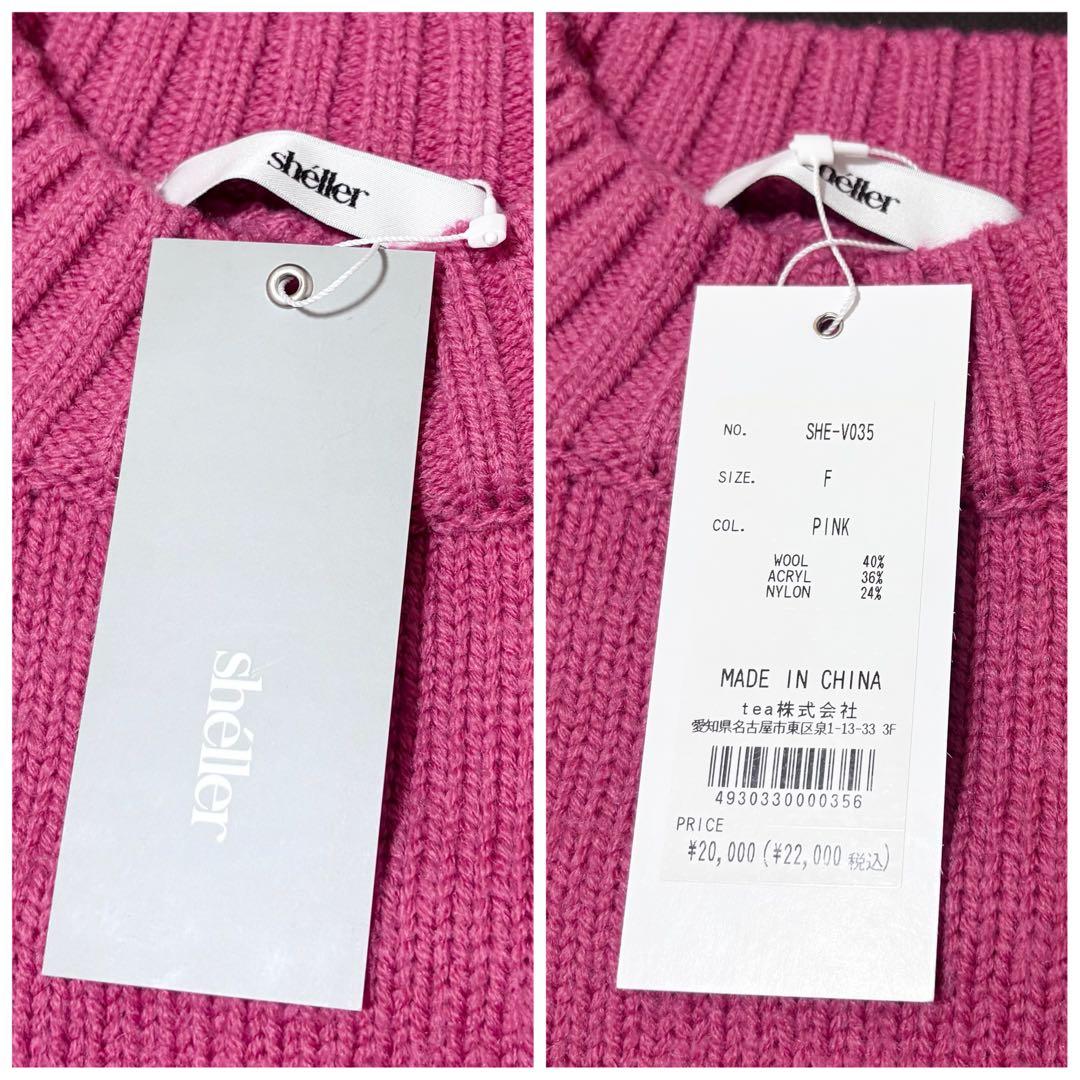 shéller
shéller
shéller
NO. SHE-V035
SIZE. F
COL. PINK
WOOL 40%
ACRYL 36%
NYLON 24%
MADE IN CHINA
tea株式会社
愛知県名古屋市東区泉1-13-33 3F
4930330000356
PRICE
¥20,000 (¥22,000 税込)